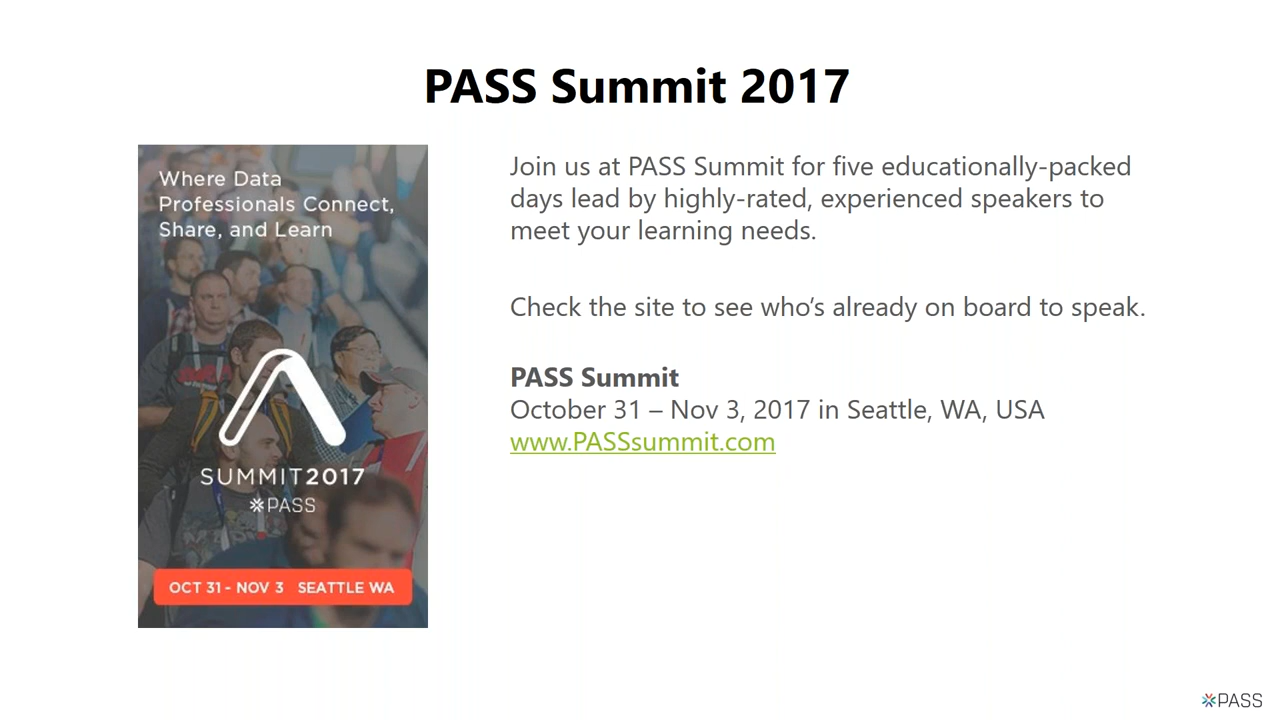 PASS Summit 2017
Where Data
Professionals Connect,
Share, and Learn
SUMMIT2017
PASS
OCT 31 - NOV 3 SEATTLE WA
Join us at PASS Summit for five educationally-packed
days lead by highly-rated, experienced speakers to
meet your learning needs.
Check the site to see who's already on board to speak.
PASS Summit
October 31 – Nov 3, 2017 in Seattle, WA, USA
www.PASSsummit.com
PASS